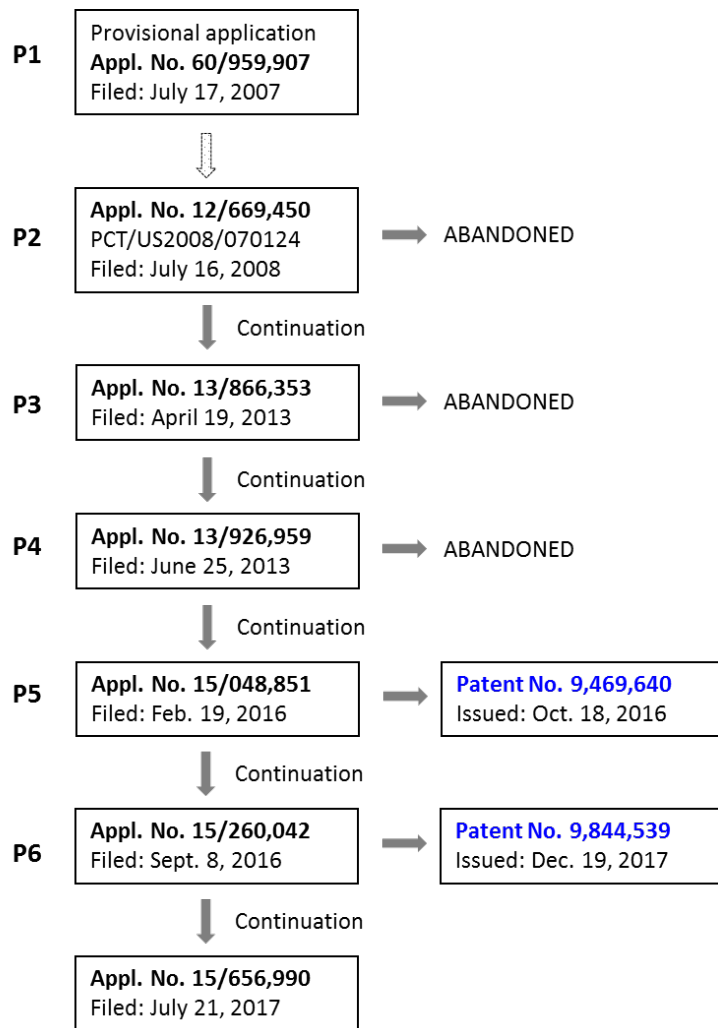 P1
Provisional application
Appl. No. 60/959,907
Filed: July 17, 2007
P2
Appl. No. 12/669,450
PCT/US2008/070124
Filed: July 16, 2008
ABANDONED
Continuation
P3
Appl. No. 13/866,353
Filed: April 19, 2013
ABANDONED
Continuation
P4
Appl. No. 13/926,959
Filed: June 25, 2013
ABANDONED
Continuation
P5
Appl. No. 15/048,851
Filed: Feb. 19, 2016
Patent No. 9,469,640
Issued: Oct. 18, 2016
Continuation
P6
Appl. No. 15/260,042
Filed: Sept. 8, 2016
Patent No. 9,844,539
Issued: Dec. 19, 2017
Continuation
Appl. No. 15/656,990
Filed: July 21, 2017